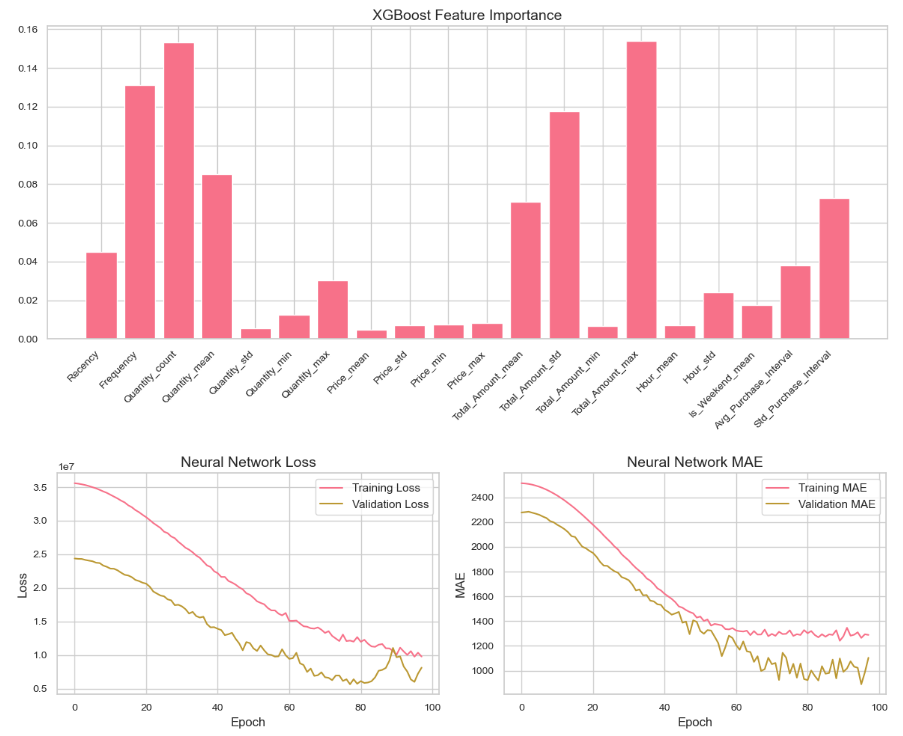 XGBoost Feature Importance
0.16
0.14
0.12
0.10
0.08
0.06
0.04
0.02
0.00
Recency
Frequency
Quantity_count
Quantity_mean
Quantity_std
Quantity_min
Quantity_max
Price_mean
Price_std
Price_min
Price_max
Total_Amount_mean
Total_Amount_std
Total_Amount_min
Total_Amount_max
Hour_mean
Hour_std
Is_Weekend_mean
Avg_Purchase_Interval
Std_Purchase_Interval
Neural Network Loss
1e7
Training Loss
Validation Loss
3.5
3.0
2.5
2.0
1.5
1.0
0.5
Loss
0 20 40 60 80 100
Epoch
Neural Network MAE
Training MAE
Validation MAE
2400
2200
2000
1800
1600
1400
1200
1000
MAE
0 20 40 60 80 100
Epoch